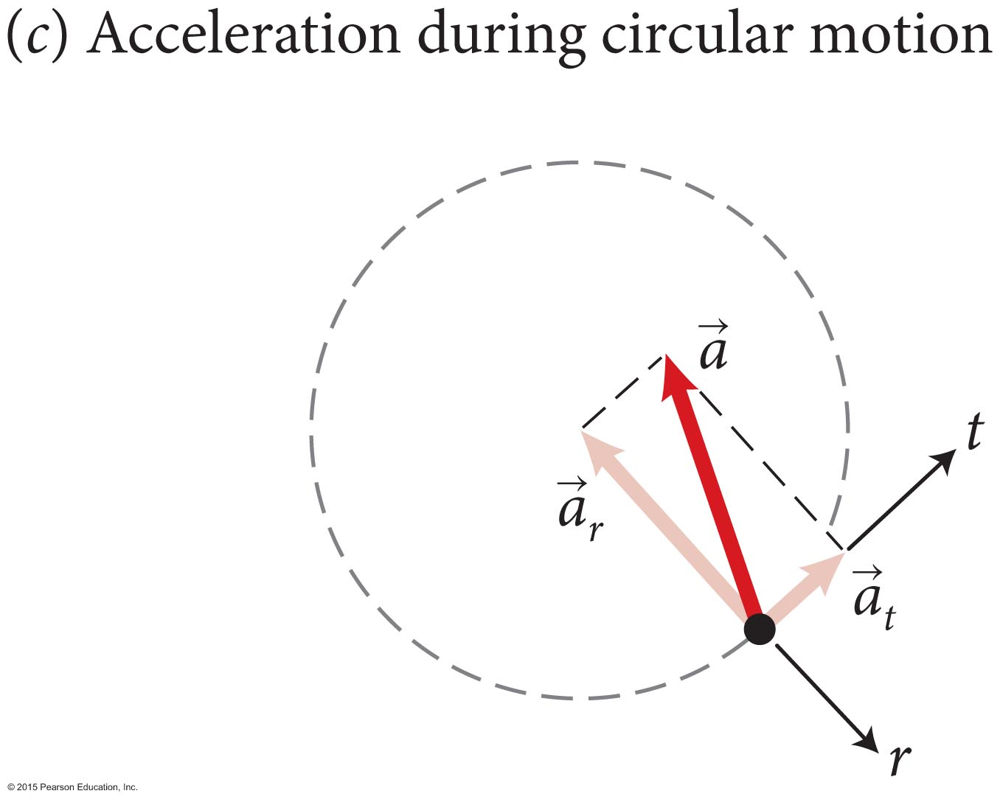 (c) Acceleration during circular motion
a⃗
t
a⃗r
a⃗t
r
© 2015 Pearson Education, Inc.